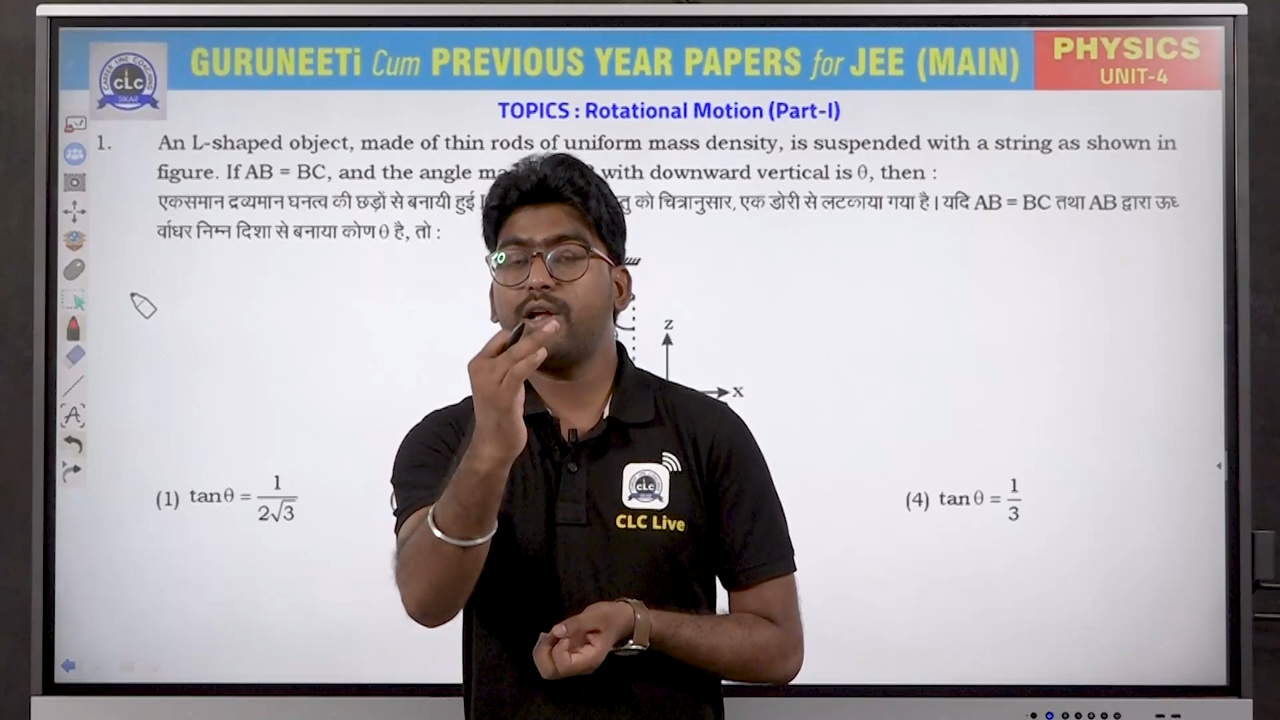 GURUNEETi Cum PREVIOUS YEAR PAPERS for JEE (MAIN)
PHYSICS
UNIT-4
CLC
SIKAR
TOPICS : Rotational Motion (Part-I)
1. An L-shaped object, made of thin rods of uniform mass density, is suspended with a string as shown in
figure. If AB = BC, and the angle with downward vertical is θ, then :
एकसमान द्रव्यमान घनत्व की छड़ों से बनायी हुई को चित्रानुसार, एक डोरी से लटकाया गया है। यदि AB = BC तथा AB द्वारा ऊर्ध
र्वाधर निम्न दिशा से बनाया कोण θ है, तो :
z
x
(1) tanθ = 1/2√3
(4) tanθ = 1/3
CLC
CLC Live